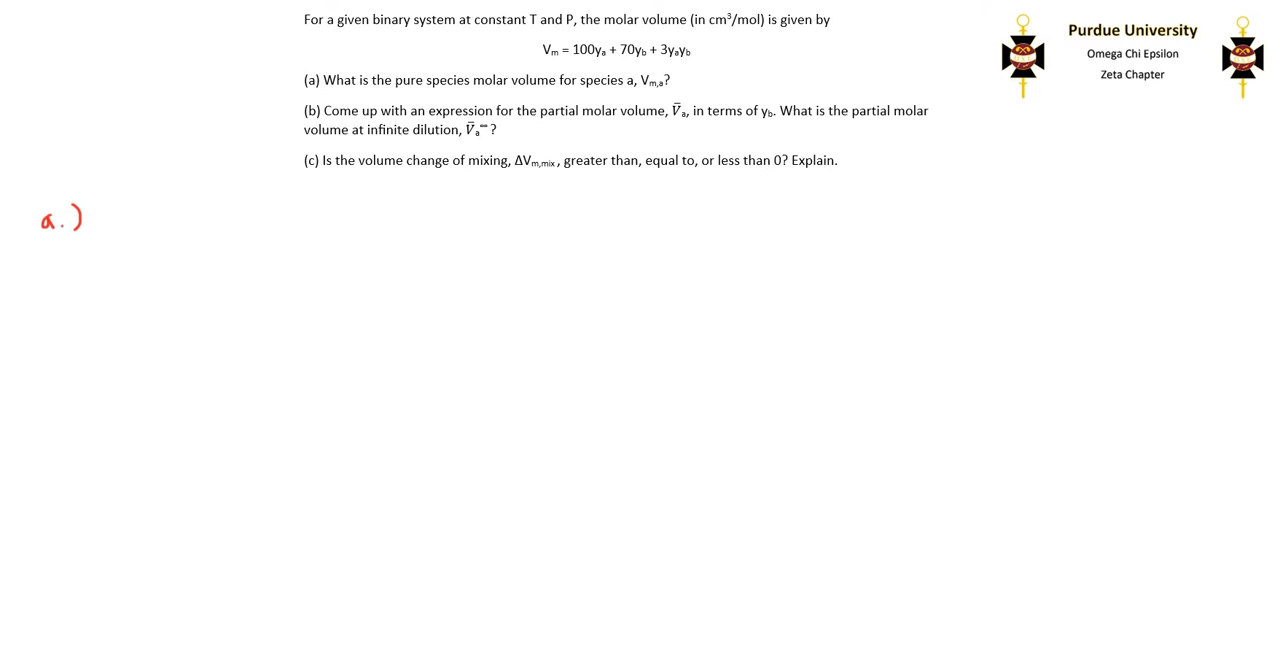 For a given binary system at constant T and P, the molar volume (in cm³/mol) is given by
Vₘ = 100yₐ + 70y_b + 3yₐy_b
(a) What is the pure species molar volume for species a, Vₘ,ₐ?
(b) Come up with an expression for the partial molar volume, V̄ₐ, in terms of y_b. What is the partial molar
volume at infinite dilution, V̄ₐ^∞ ?
(c) Is the volume change of mixing, ΔVₘ,ₘᵢₓ , greater than, equal to, or less than 0? Explain.
Purdue University
Omega Chi Epsilon
Zeta Chapter
a.)